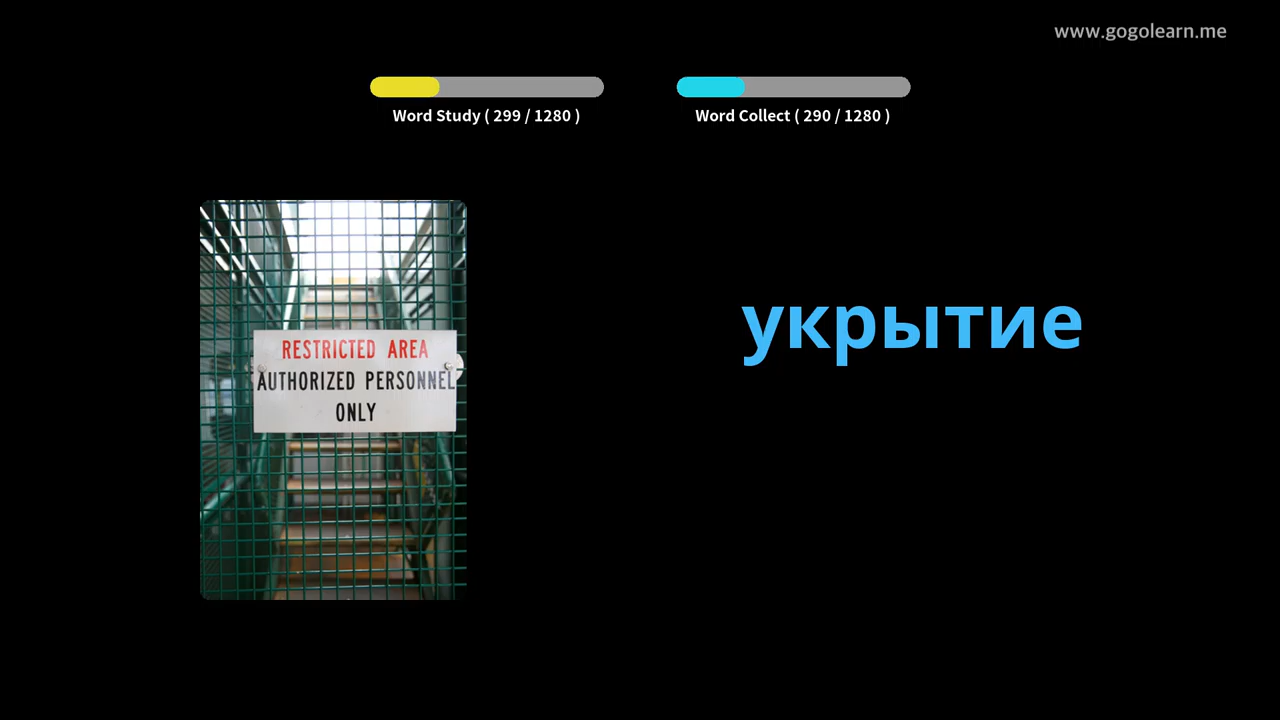 www.gogolearn.me
Word Study ( 299 / 1280 )
Word Collect ( 290 / 1280 )
RESTRICTED AREA
AUTHORIZED PERSONNEL
ONLY
укрытие